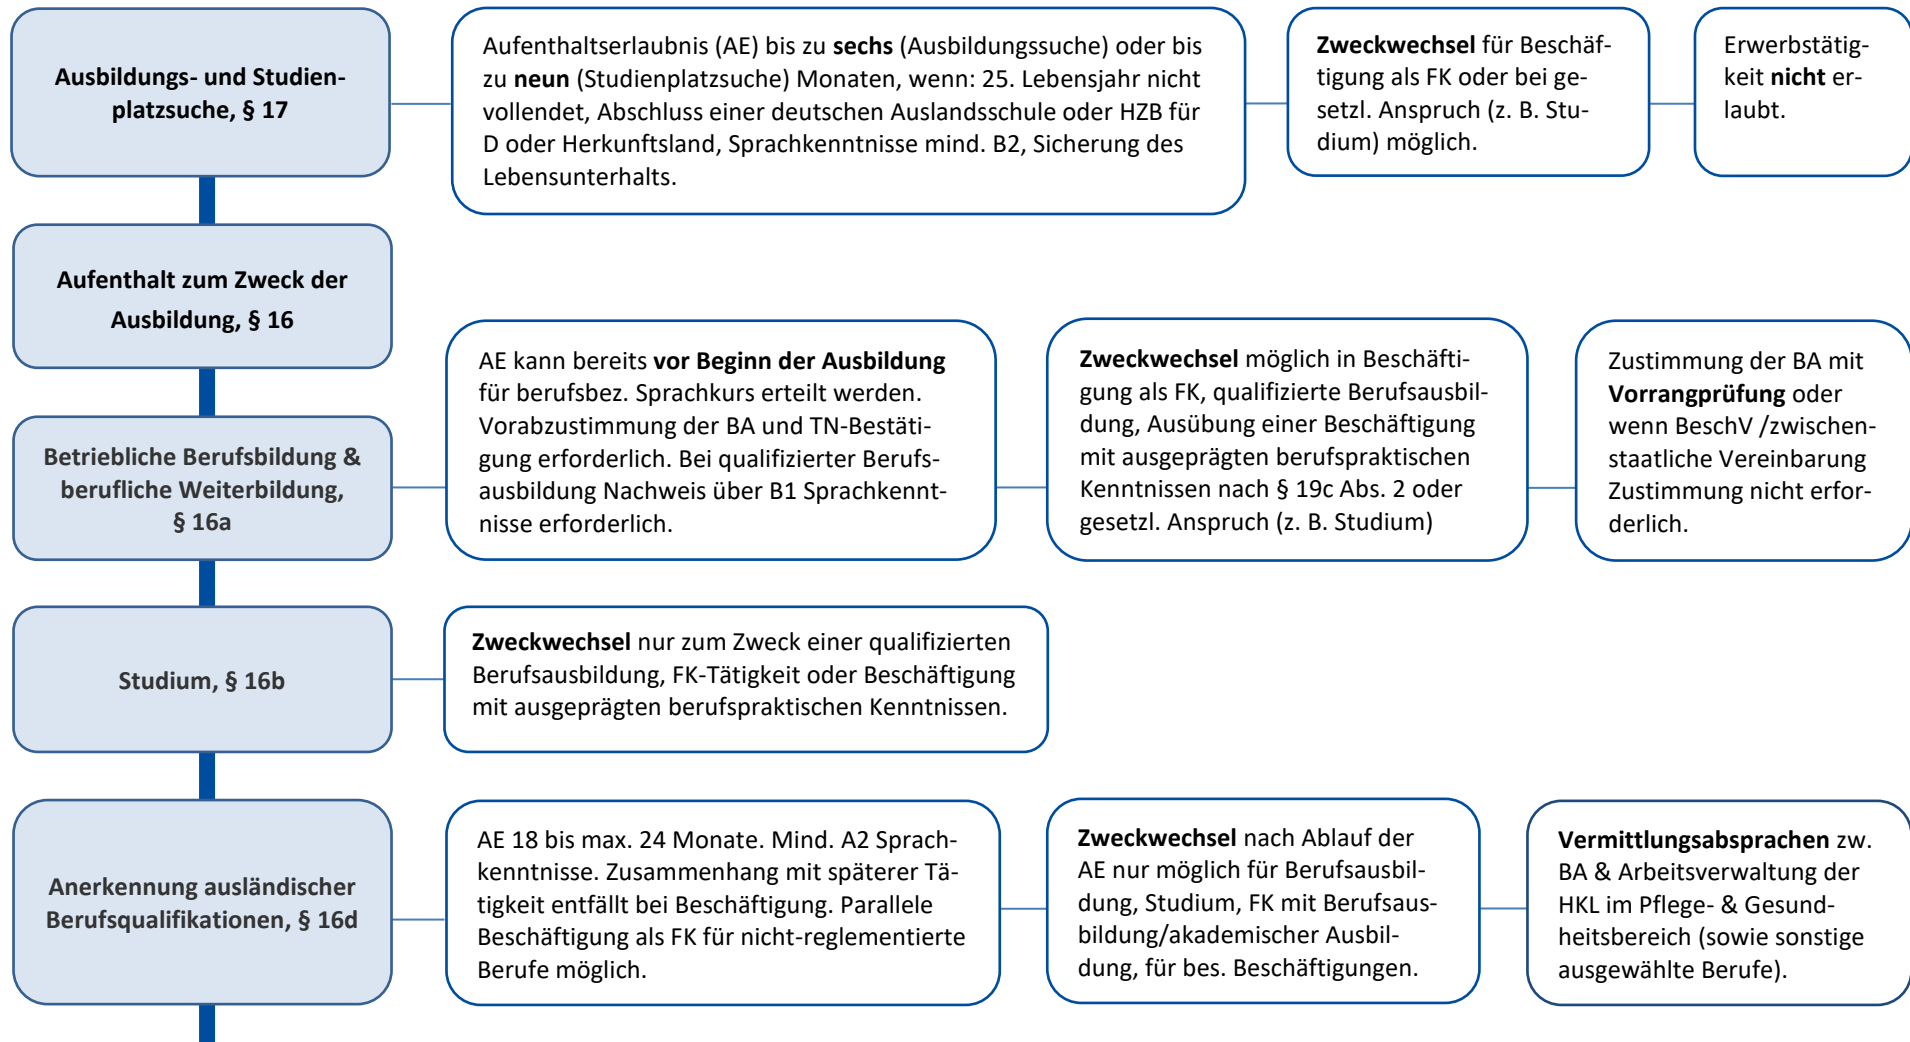 Ausbildungs- und Studien-
platzsuche, § 17
Aufenthaltserlaubnis (AE) bis zu sechs (Ausbildungssuche) oder bis
zu neun (Studienplatzsuche) Monaten, wenn: 25. Lebensjahr nicht
vollendet, Abschluss einer deutschen Auslandsschule oder HZB für
D oder Herkunftsland, Sprachkenntnisse mind. B2, Sicherung des
Lebensunterhalts.
Zweckwechsel für Beschäf-
tigung als FK oder bei ge-
setzl. Anspruch (z. B. Stu-
dium) möglich.
Erwerbstätig-
keit nicht er-
laubt.
Aufenthalt zum Zweck der
Ausbildung, § 16
Betriebliche Berufsbildung &
berufliche Weiterbildung,
§ 16a
AE kann bereits vor Beginn der Ausbildung
für berufsbez. Sprachkurs erteilt werden.
Vorabzustimmung der BA und TN-Bestäti-
gung erforderlich. Bei qualifizierter Berufs-
ausbildung Nachweis über B1 Sprachkennt-
nisse erforderlich.
Zweckwechsel möglich in Beschäfti-
gung als FK, qualifizierte Berufsausbil-
dung, Ausübung einer Beschäftigung
mit ausgeprägten berufspraktischen
Kenntnissen nach § 19c Abs. 2 oder
gesetzl. Anspruch (z. B. Studium)
Zustimmung der BA mit
Vorrangprüfung oder
wenn BeschV /zwischen-
staatliche Vereinbarung
Zustimmung nicht erfor-
derlich.
Studium, § 16b
Zweckwechsel nur zum Zweck einer qualifizierten
Berufsausbildung, FK-Tätigkeit oder Beschäftigung
mit ausgeprägten berufspraktischen Kenntnissen.
Anerkennung ausländischer
Berufsqualifikationen, § 16d
AE 18 bis max. 24 Monate. Mind. A2 Sprach-
kenntnisse. Zusammenhang mit späterer Tä-
tigkeit entfällt bei Beschäftigung. Parallele
Beschäftigung als FK für nicht-reglementierte
Berufe möglich.
Zweckwechsel nach Ablauf der
AE nur möglich für Berufsausbil-
dung, Studium, FK mit Berufsaus-
bildung/akademischer Ausbil-
dung, für bes. Beschäftigungen.
Vermittlungsabsprachen zw.
BA & Arbeitsverwaltung der
HKL im Pflege- & Gesund-
heitsbereich (sowie sonstige
ausgewählte Berufe).